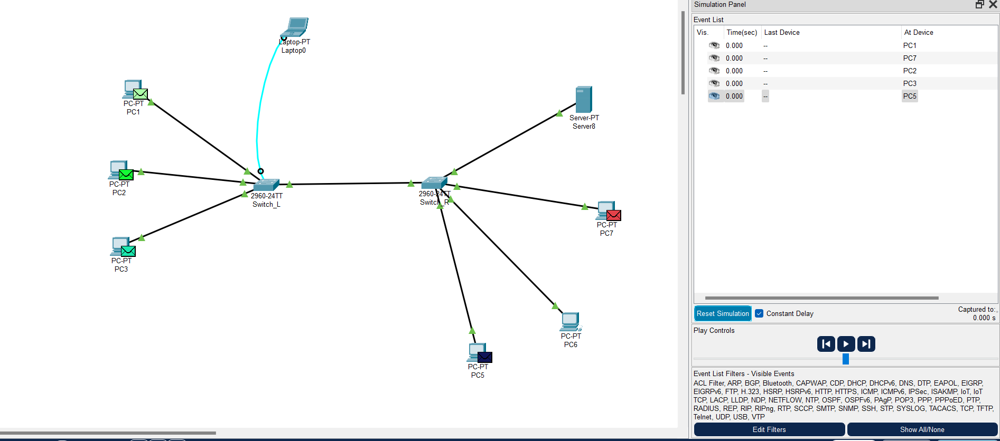 Laptop-PT
Laptop0
PC-PT
PC1
PC-PT
PC2
PC-PT
PC3
2960-24TT
Switch_L
2960-24TT
Switch_R
Server-PT
Server8
PC-PT
PC7
PC-PT
PC6
PC-PT
PC5
Simulation Panel
Event List
Vis. Time(sec) Last Device At Device
0.000 -- PC1
0.000 -- PC7
0.000 -- PC2
0.000 -- PC3
0.000 -- PC5
Reset Simulation Constant Delay
Captured to:
0.000 s
Play Controls
Event List Filters - Visible Events
ACL Filter, ARP, BGP, Bluetooth, CAPWAP, CDP, DHCP, DHCPv6, DNS, DTP, EAPOL, EIGRP,
EIGRPv6, FTP, H.323, HSRP, HSRPv6, HTTP, HTTPS, ICMP, ICMPv6, IPSec, ISAKMP, IoT, IoT
TCP, LACP, LLDP, NDP, NETFLOW, NTP, OSPF, OSPFv6, PAgP, POP3, PPP, PPPoED, PTP,
RADIUS, REP, RIP, RIPng, RTP, SCCP, SMTP, SNMP, SSH, STP, SYSLOG, TACACS, TCP, TFTP,
Telnet, UDP, USB, VTP
Edit Filters
Show All/None